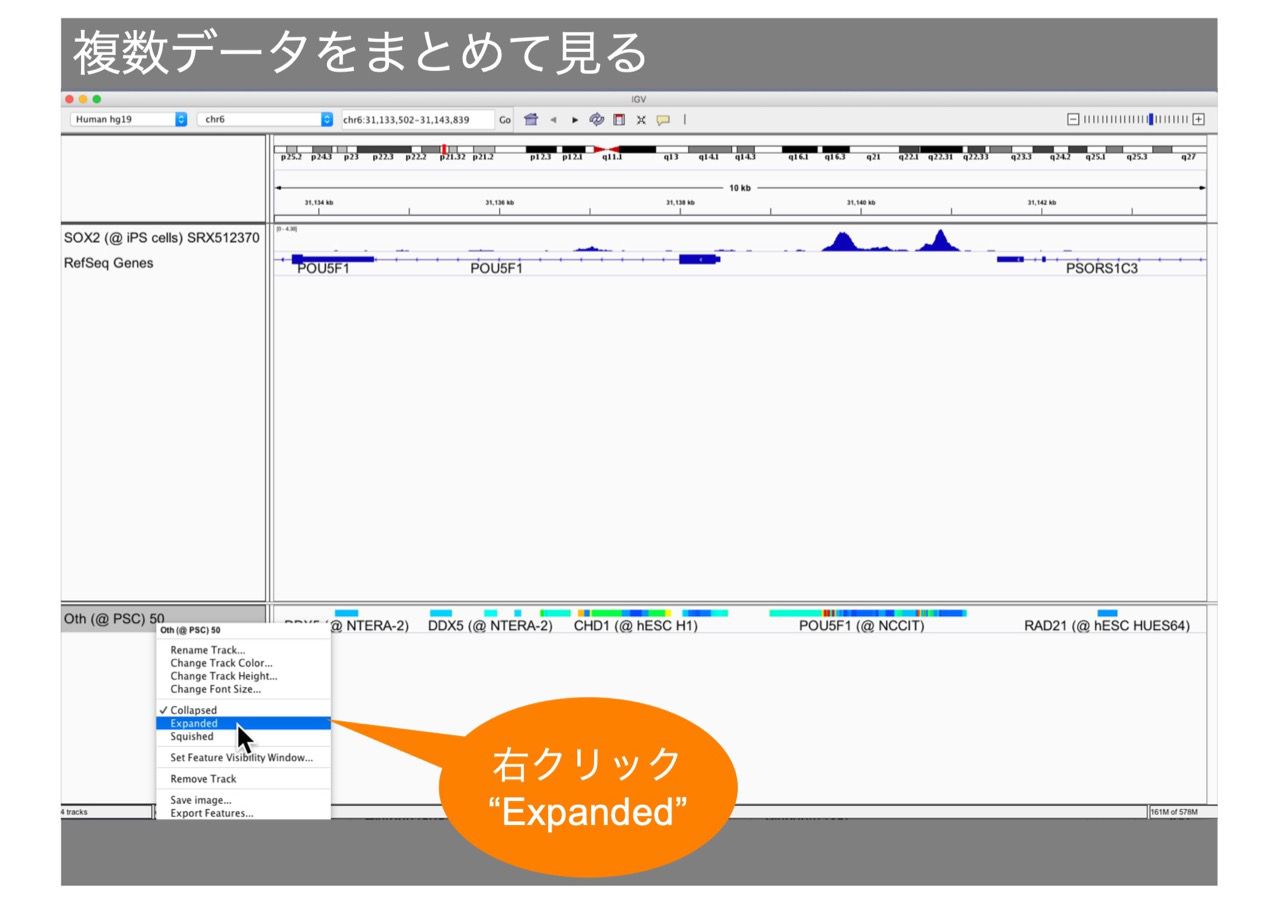 複数データをまとめて見る
IGV
Human hg19 chr6 chr6:31,133,502-31,143,839 Go
p25.2 p24.3 p23 p22.3 p22.2 p21.32 p21.2 p12.3 p12.1 q11.1 q13 q14.1 q14.3 q16.1 q16.3 q21 q22.1 q22.31 q22.33 q23.3 q24.2 q25.1 q25.3 q27
10 kb
31,134 kb 31,136 kb 31,138 kb 31,140 kb 31,142 kb
SOX2 (@ iPS cells) SRX512370
[0 - 4.38]
RefSeq Genes
POU5F1 POU5F1 PSORS1C3
Oth (@ PSC) 50
(@ NTERA-2) DDX5 (@ NTERA-2) CHD1 (@ hESC H1) POU5F1 (@ NCCIT) RAD21 (@ hESC HUES64)
Oth (@ PSC) 50
Rename Track...
Change Track Color...
Change Track Height...
Change Font Size...
✓ Collapsed
Expanded
Squished
Set Feature Visibility Window...
Remove Track
Save image...
Export Features...
右クリック
“Expanded”
4 tracks
161M of 578M